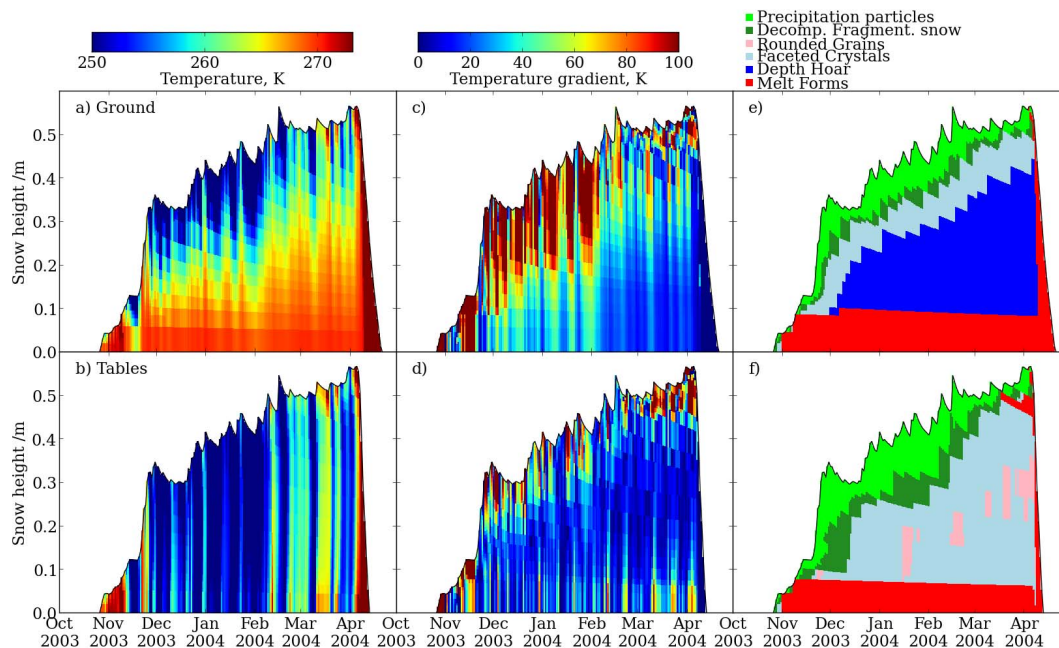 250 260 270
Temperature, K
0 20 40 60 80 100
Temperature gradient, K
Precipitation particles
Decomp. Fragment. snow
Rounded Grains
Faceted Crystals
Depth Hoar
Melt Forms
a) Ground
c)
e)
Snow height /m
0.5
0.4
0.3
0.2
0.1
0.0
b) Tables
d)
f)
Snow height /m
0.5
0.4
0.3
0.2
0.1
0.0
Oct Nov Dec Jan Feb Mar Apr Oct Nov Dec Jan Feb Mar Apr Oct Nov Dec Jan Feb Mar Apr
2003 2003 2003 2004 2004 2004 2004 2003 2003 2003 2004 2004 2004 2004 2003 2003 2003 2004 2004 2004 2004